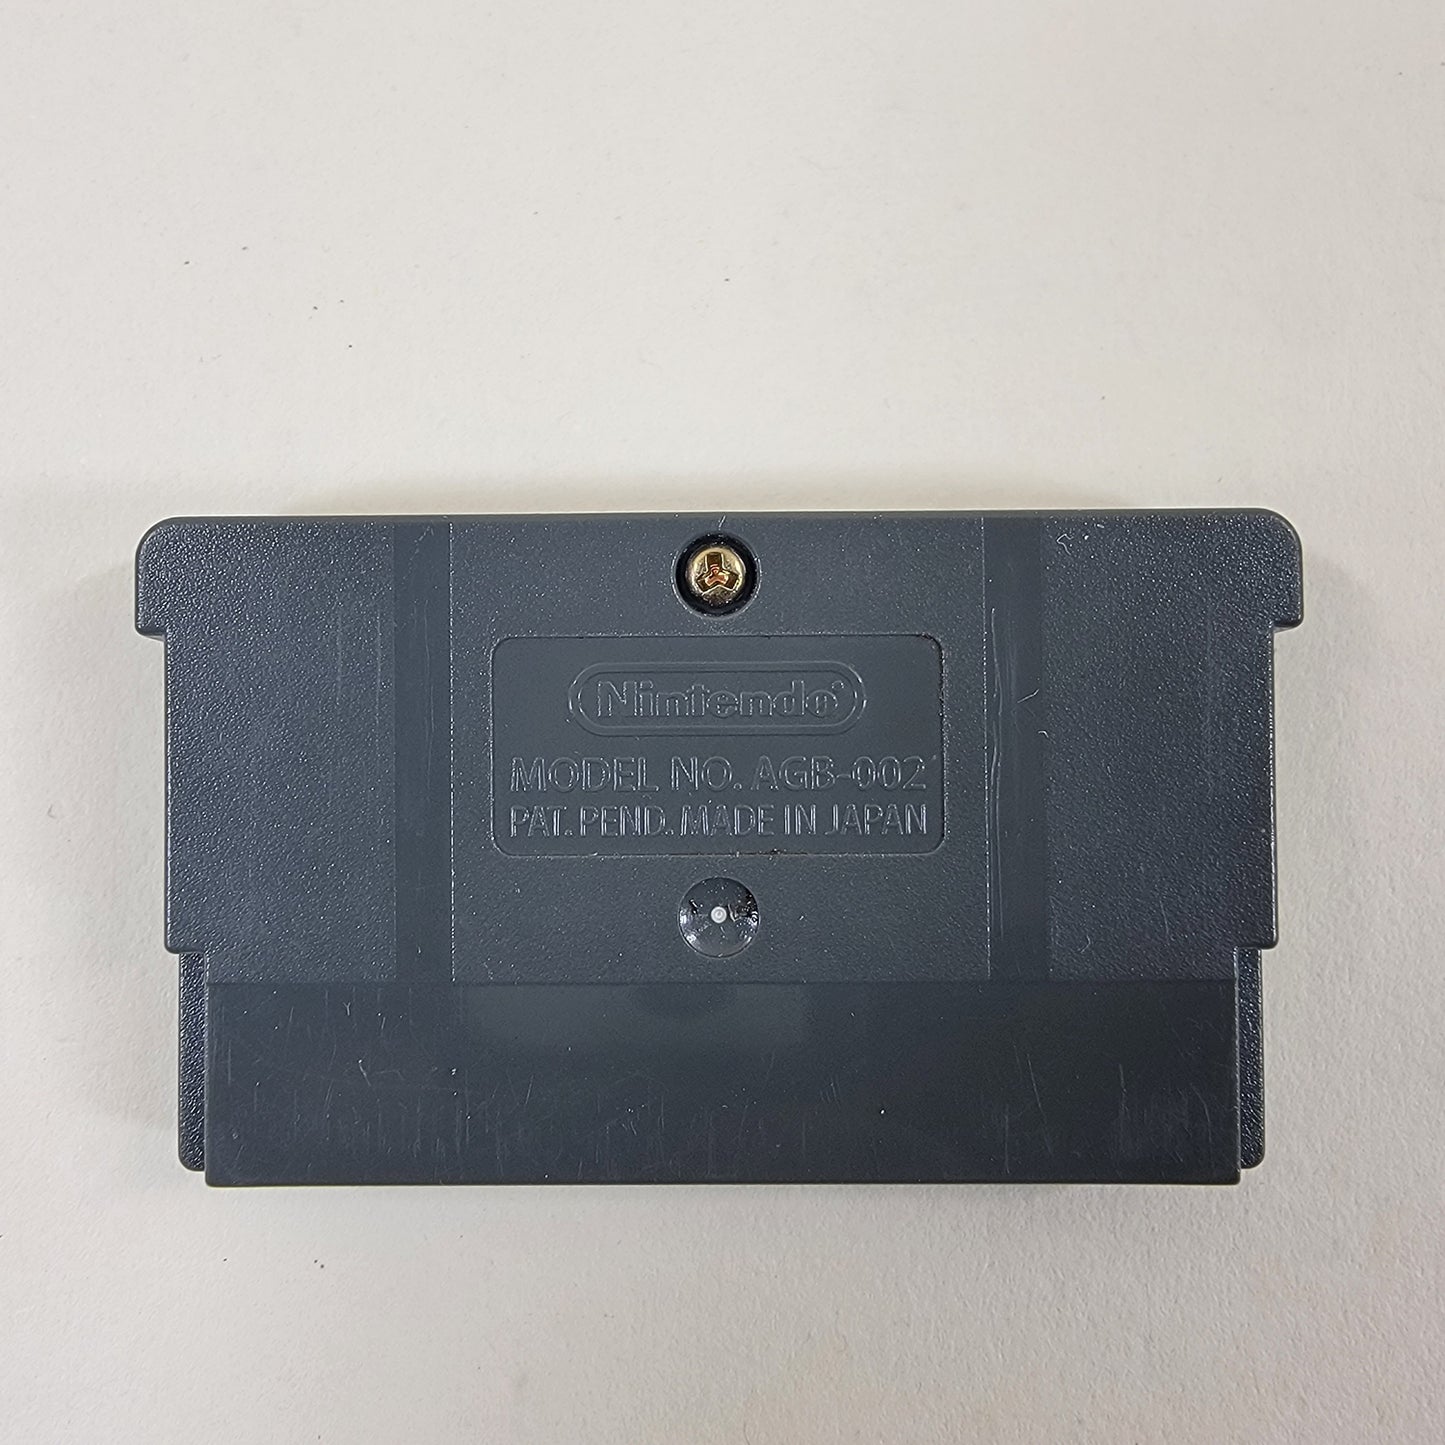 Nintendo®
MODEL NO. AGB-002
PAT. PEND. MADE IN JAPAN